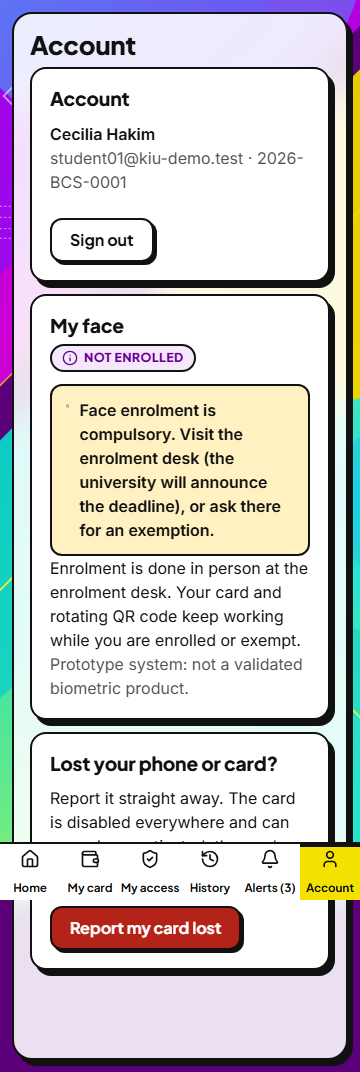 Account
Account
Cecilia Hakim
student01@kiu-demo.test · 2026-
BCS-0001
Sign out
My face
NOT ENROLLED
Face enrolment is
compulsory. Visit the
enrolment desk (the
university will announce
the deadline), or ask there
for an exemption.
Enrolment is done in person at the
enrolment desk. Your card and
rotating QR code keep working
while you are enrolled or exempt.
Prototype system: not a validated
biometric product.
Lost your phone or card?
Report it straight away. The card
is disabled everywhere and can
Home My card My access History Alerts (3) Account
Report my card lost